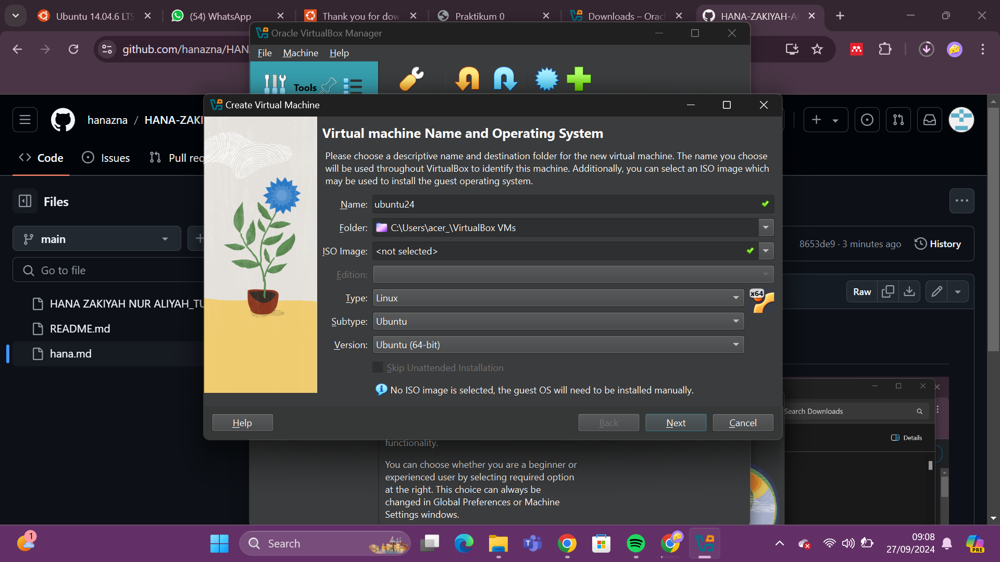 Ubuntu 14.04.6 LTS
(54) WhatsApp
Thank you for dow
Praktikum 0
Downloads – Orac
HANA-ZAKIYAH-A
Oracle VirtualBox Manager
github.com/hanazna/HAN
File Machine Help
Tools
Create Virtual Machine
hanazna / HANA-ZAKI
Virtual machine Name and Operating System
Code
Issues
Pull req
Please choose a descriptive name and destination folder for the new virtual machine. The name you choose
will be used throughout VirtualBox to identify this machine. Additionally, you can select an ISO image which
may be used to install the guest operating system.
Files
Name: ubuntu24
Folder: C:\Users\acer_\VirtualBox VMs
main
8653de9 · 3 minutes ago
History
ISO Image: <not selected>
Go to file
Edition:
Raw
Type: Linux
x64
HANA ZAKIYAH NUR ALIYAH_TU
Subtype: Ubuntu
README.md
Version: Ubuntu (64-bit)
hana.md
Skip Unattended Installation
No ISO image is selected, the guest OS will need to be installed manually.
Search Downloads
Help
Back
Next
Cancel
Details
functionality.
You can choose whether you are a beginner or
experienced user by selecting required option
at the right. This choice can always be
changed in Global Preferences or Machine
Settings windows.
1
Search
09:08
27/09/2024
PRE